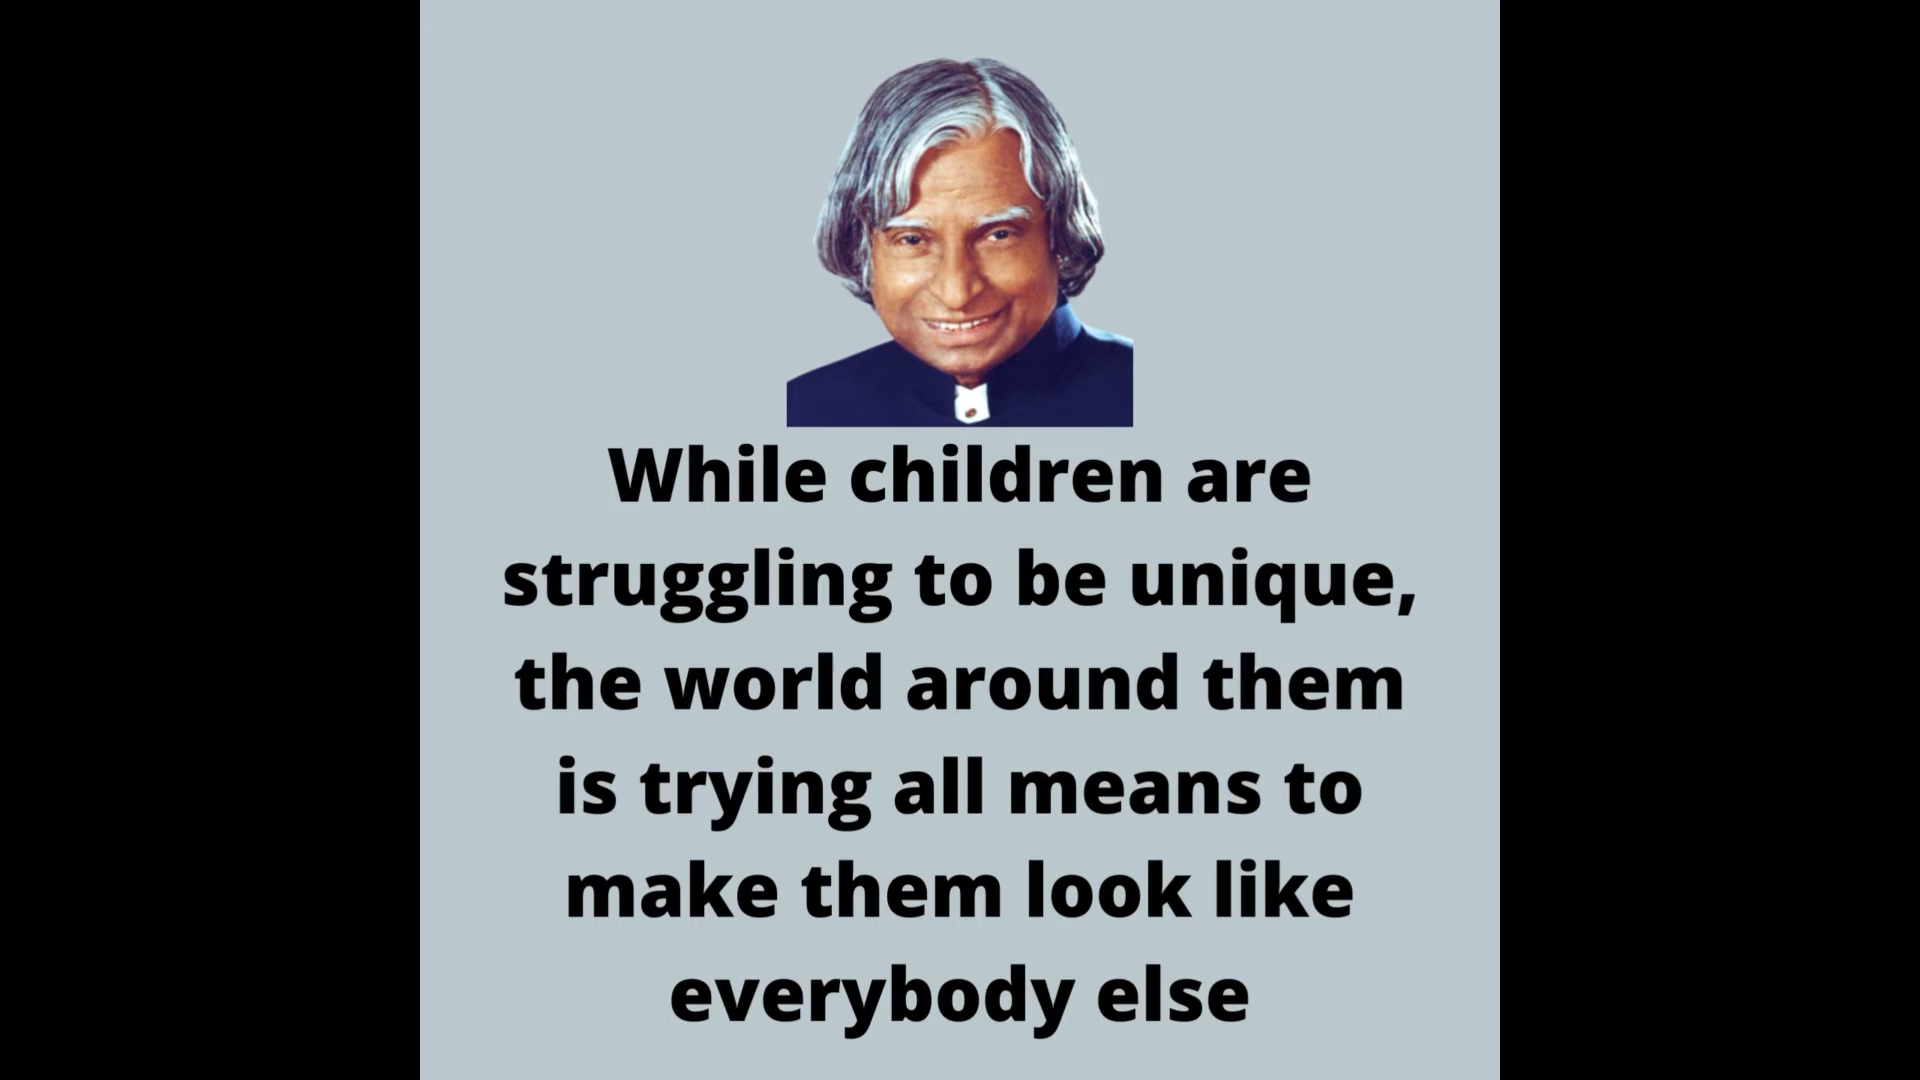 While children are
struggling to be unique,
the world around them
is trying all means to
make them look like
everybody else